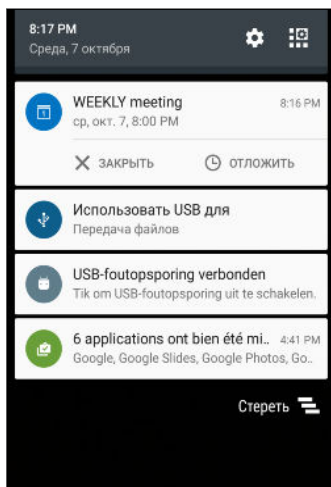 8:17 PM
Среда, 7 октября
WEEKLY meeting 8:16 PM
ср, окт. 7, 8:00 PM
ЗАКРЫТЬ ОТЛОЖИТЬ
Использовать USB для
Передача файлов
USB-foutopsporing verbonden
Tik om USB-foutopsporing uit te schakelen.
6 applications ont bien été mi.. 4:41 PM
Google, Google Slides, Google Photos, Go..
Стереть